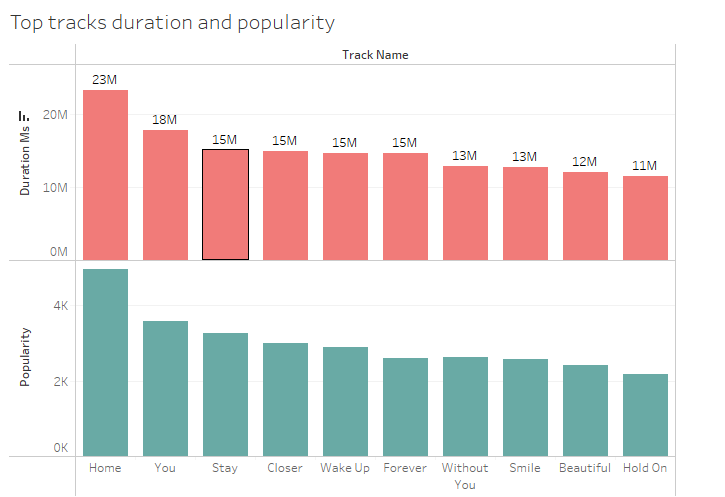 Top tracks duration and popularity
Track Name
Duration Ms
20M
10M
0M
23M
18M
15M
15M
15M
15M
13M
13M
12M
11M
Popularity
4K
2K
0K
Home
You
Stay
Closer
Wake Up
Forever
Without
You
Smile
Beautiful
Hold On